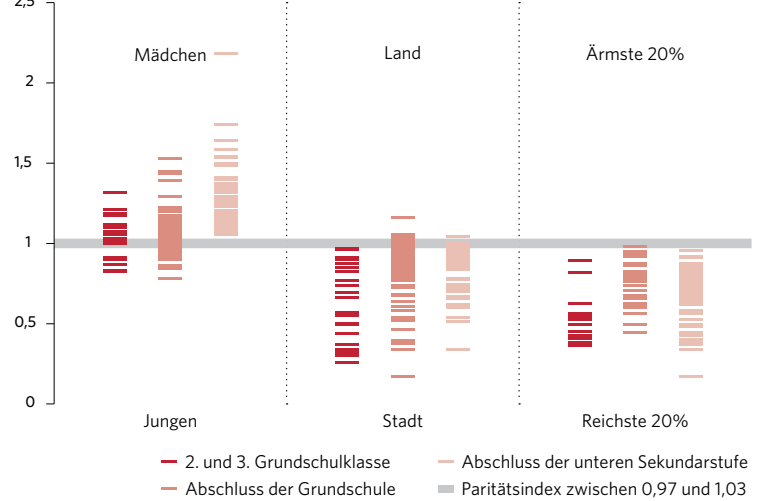 2,5
Mädchen
Land
Ärmste 20%
2
1,5
1
0,5
0
Jungen
Stadt
Reichste 20%
2. und 3. Grundschulklasse
Abschluss der unteren Sekundarstufe
Abschluss der Grundschule
Paritätsindex zwischen 0,97 und 1,03